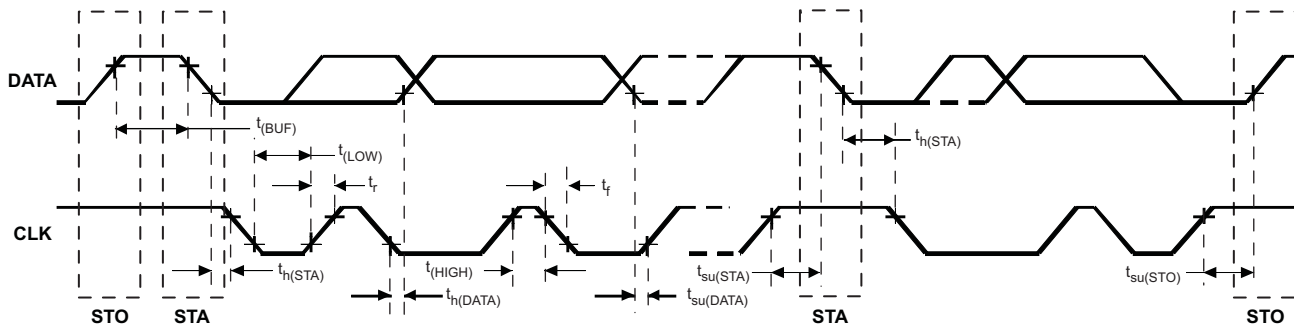 DATA
t(BUF)
t(LOW)
tr
th(STA)
tf
CLK
th(STA)
t(HIGH)
th(DATA)
tsu(DATA)
tsu(STA)
tsu(STO)
STO
STA
STA
STO